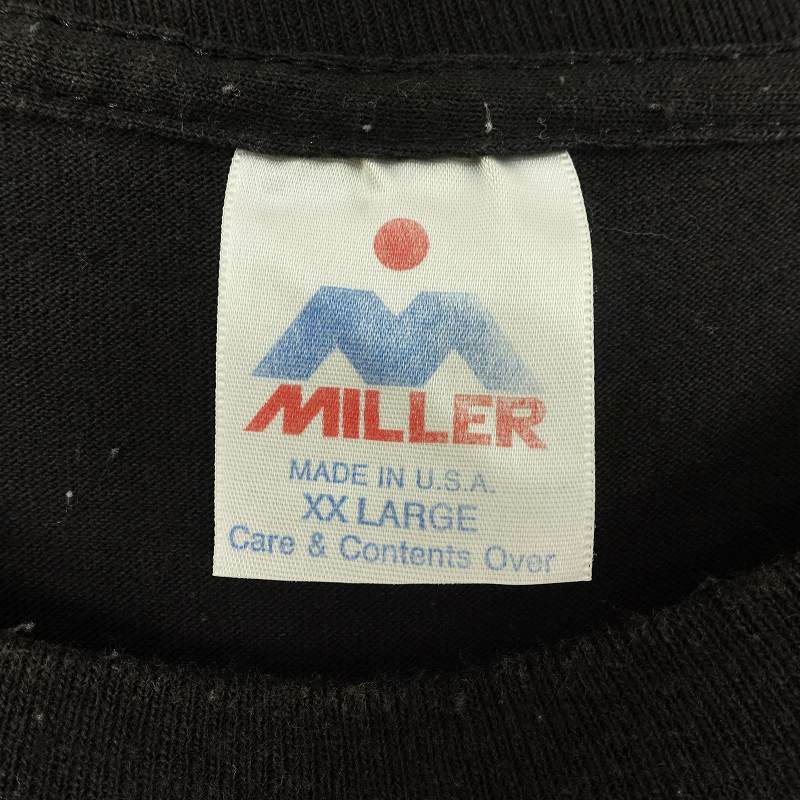 MILLER
MADE IN U.S.A.
XX LARGE
Care & Contents Over